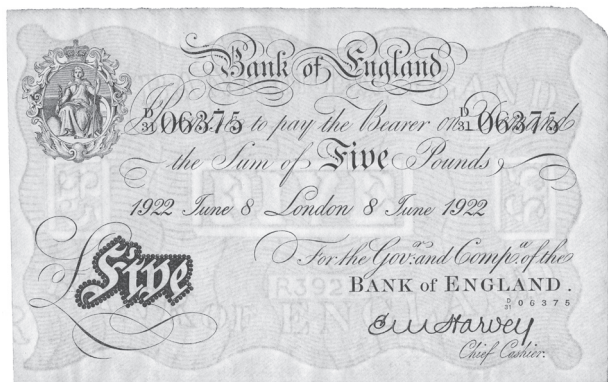 Bank of England
D/31 06375 to pay the Bearer on D/31 06375
the Sum of Five Pounds
1922 June 8 London 8 June 1922
For the Govr. and Compa. of the
BANK of ENGLAND.
D/31 06375
£Five
E M Harvey
Chief Cashier.
FIVE
R392